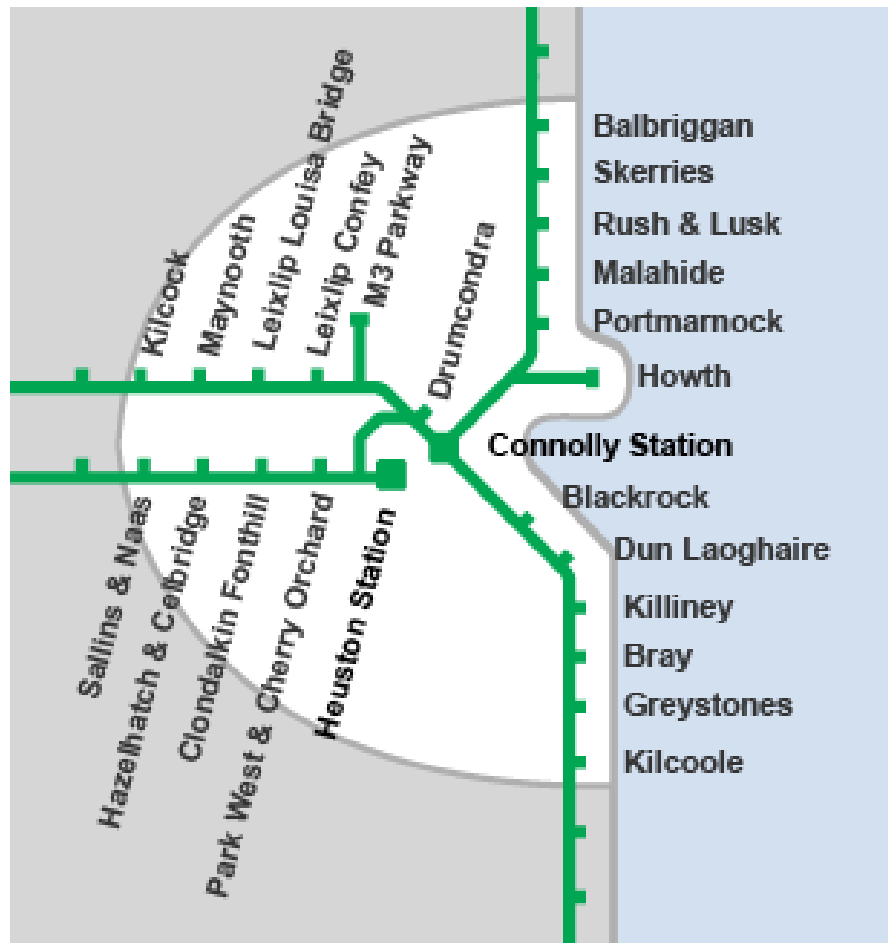 Balbriggan
Skerries
Rush & Lusk
Malahide
Portmarnock
Howth
Connolly Station
Blackrock
Dun Laoghaire
Killiney
Bray
Greystones
Kilcoole
Kilcock
Maynooth
Leixlip Louisa Bridge
Leixlip Confey
M3 Parkway
Drumcondra
Sallins & Naas
Hazelhatch & Celbridge
Clondalkin Fonthill
Park West & Cherry Orchard
Heuston Station